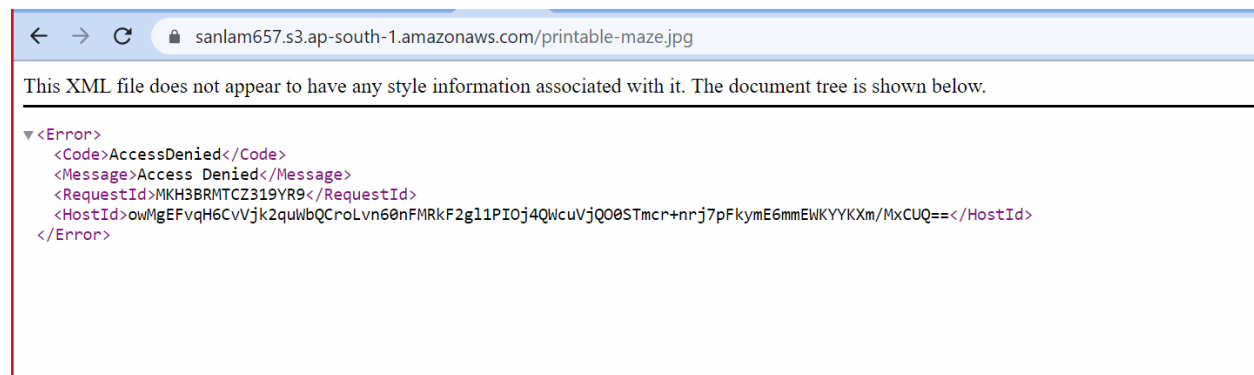 sanlam657.s3.ap-south-1.amazonaws.com/printable-maze.jpg
This XML file does not appear to have any style information associated with it. The document tree is shown below.
<Error>
<Code>AccessDenied</Code>
<Message>Access Denied</Message>
<RequestId>MKH3BRMTCZ319YR9</RequestId>
<HostId>owMgEFvqH6CvVjk2quWbQCroLvn60nFMRkF2gl1PIOj4QWcuVjQO0STmcr+nrj7pFkymE6mmEWKYYKXm/MxCUQ==</HostId>
</Error>